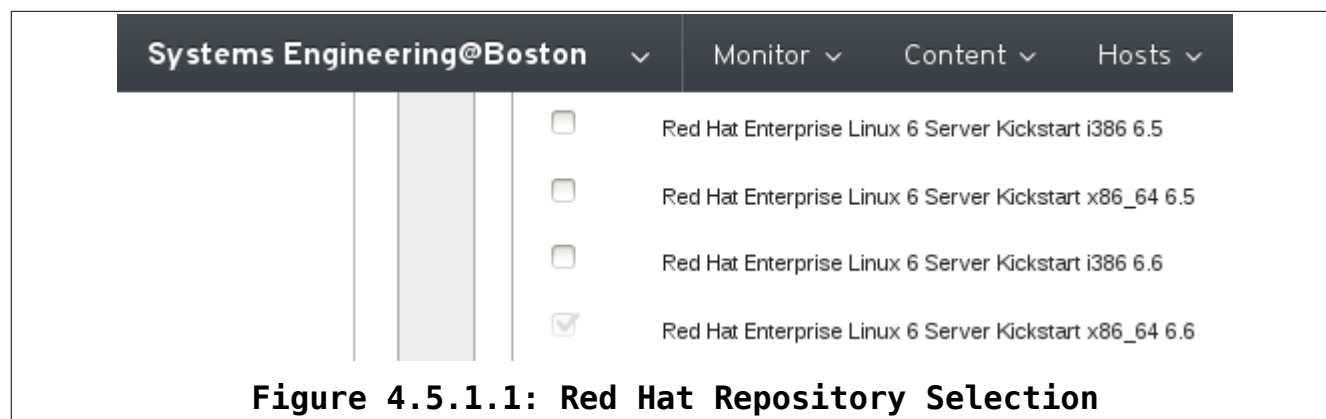 Systems Engineering@Boston Monitor Content Hosts
Red Hat Enterprise Linux 6 Server Kickstart i386 6.5
Red Hat Enterprise Linux 6 Server Kickstart x86_64 6.5
Red Hat Enterprise Linux 6 Server Kickstart i386 6.6
Red Hat Enterprise Linux 6 Server Kickstart x86_64 6.6
Figure 4.5.1.1: Red Hat Repository Selection